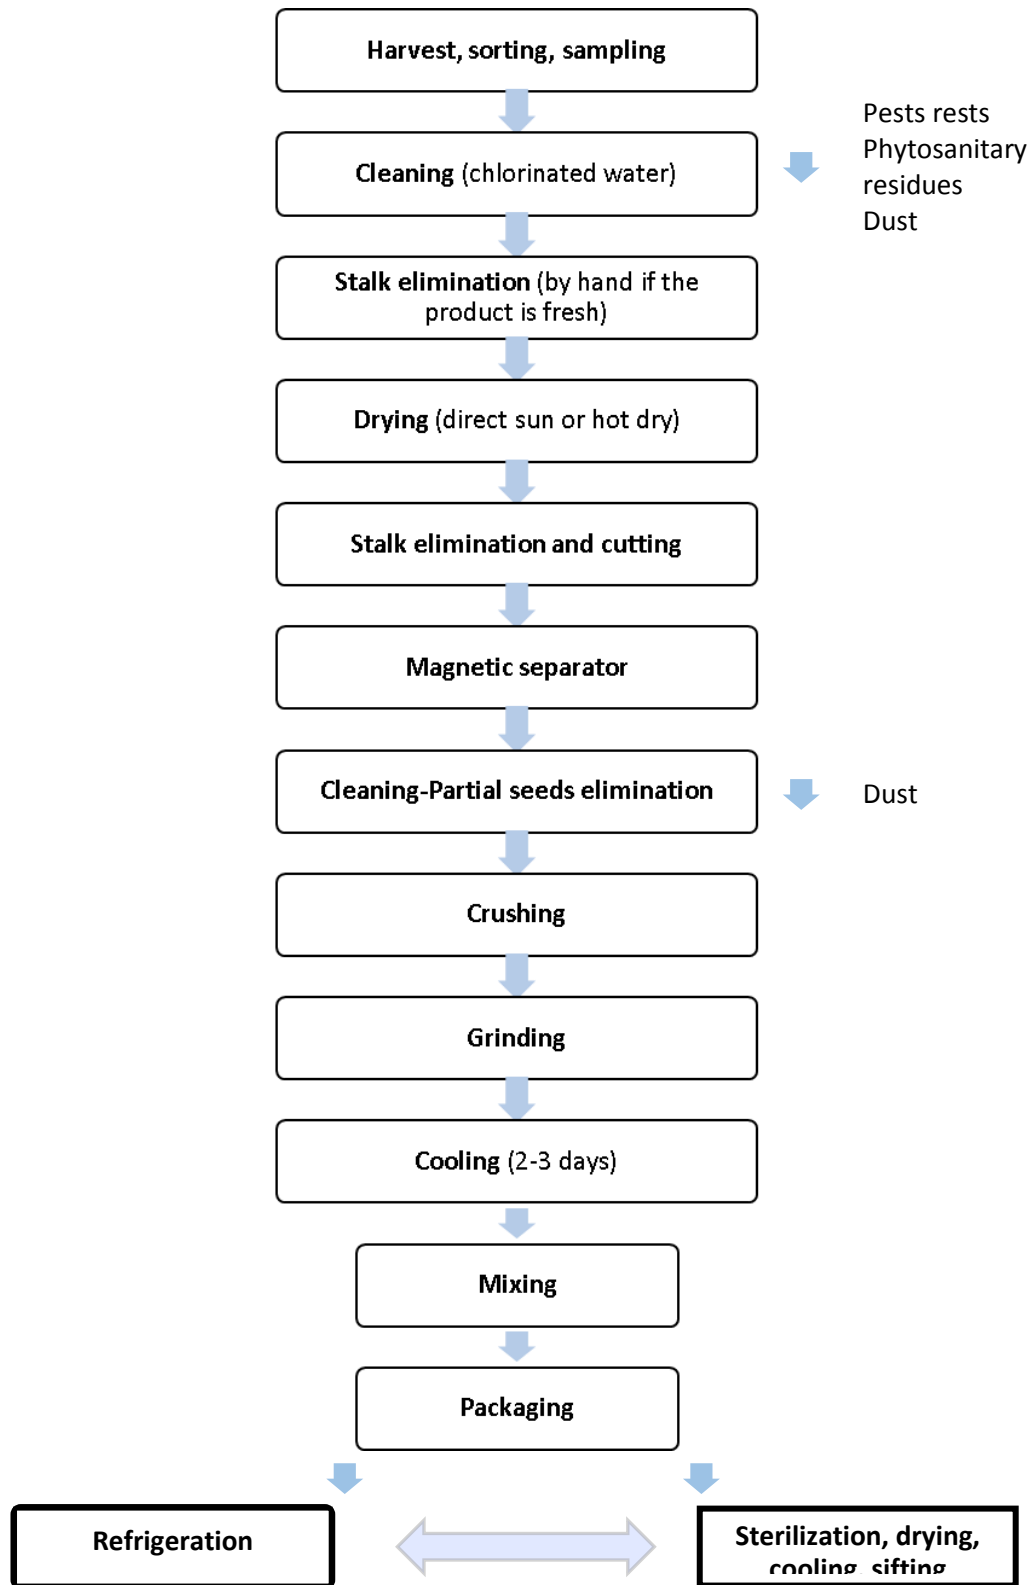 Harvest, sorting, sampling
Pests rests
Phytosanitary
residues
Dust
Cleaning (chlorinated water)
Stalk elimination (by hand if the
product is fresh)
Drying (direct sun or hot dry)
Stalk elimination and cutting
Magnetic separator
Cleaning-Partial seeds elimination
Dust
Crushing
Grinding
Cooling (2-3 days)
Mixing
Packaging
Refrigeration
Sterilization, drying,
cooling, sifting